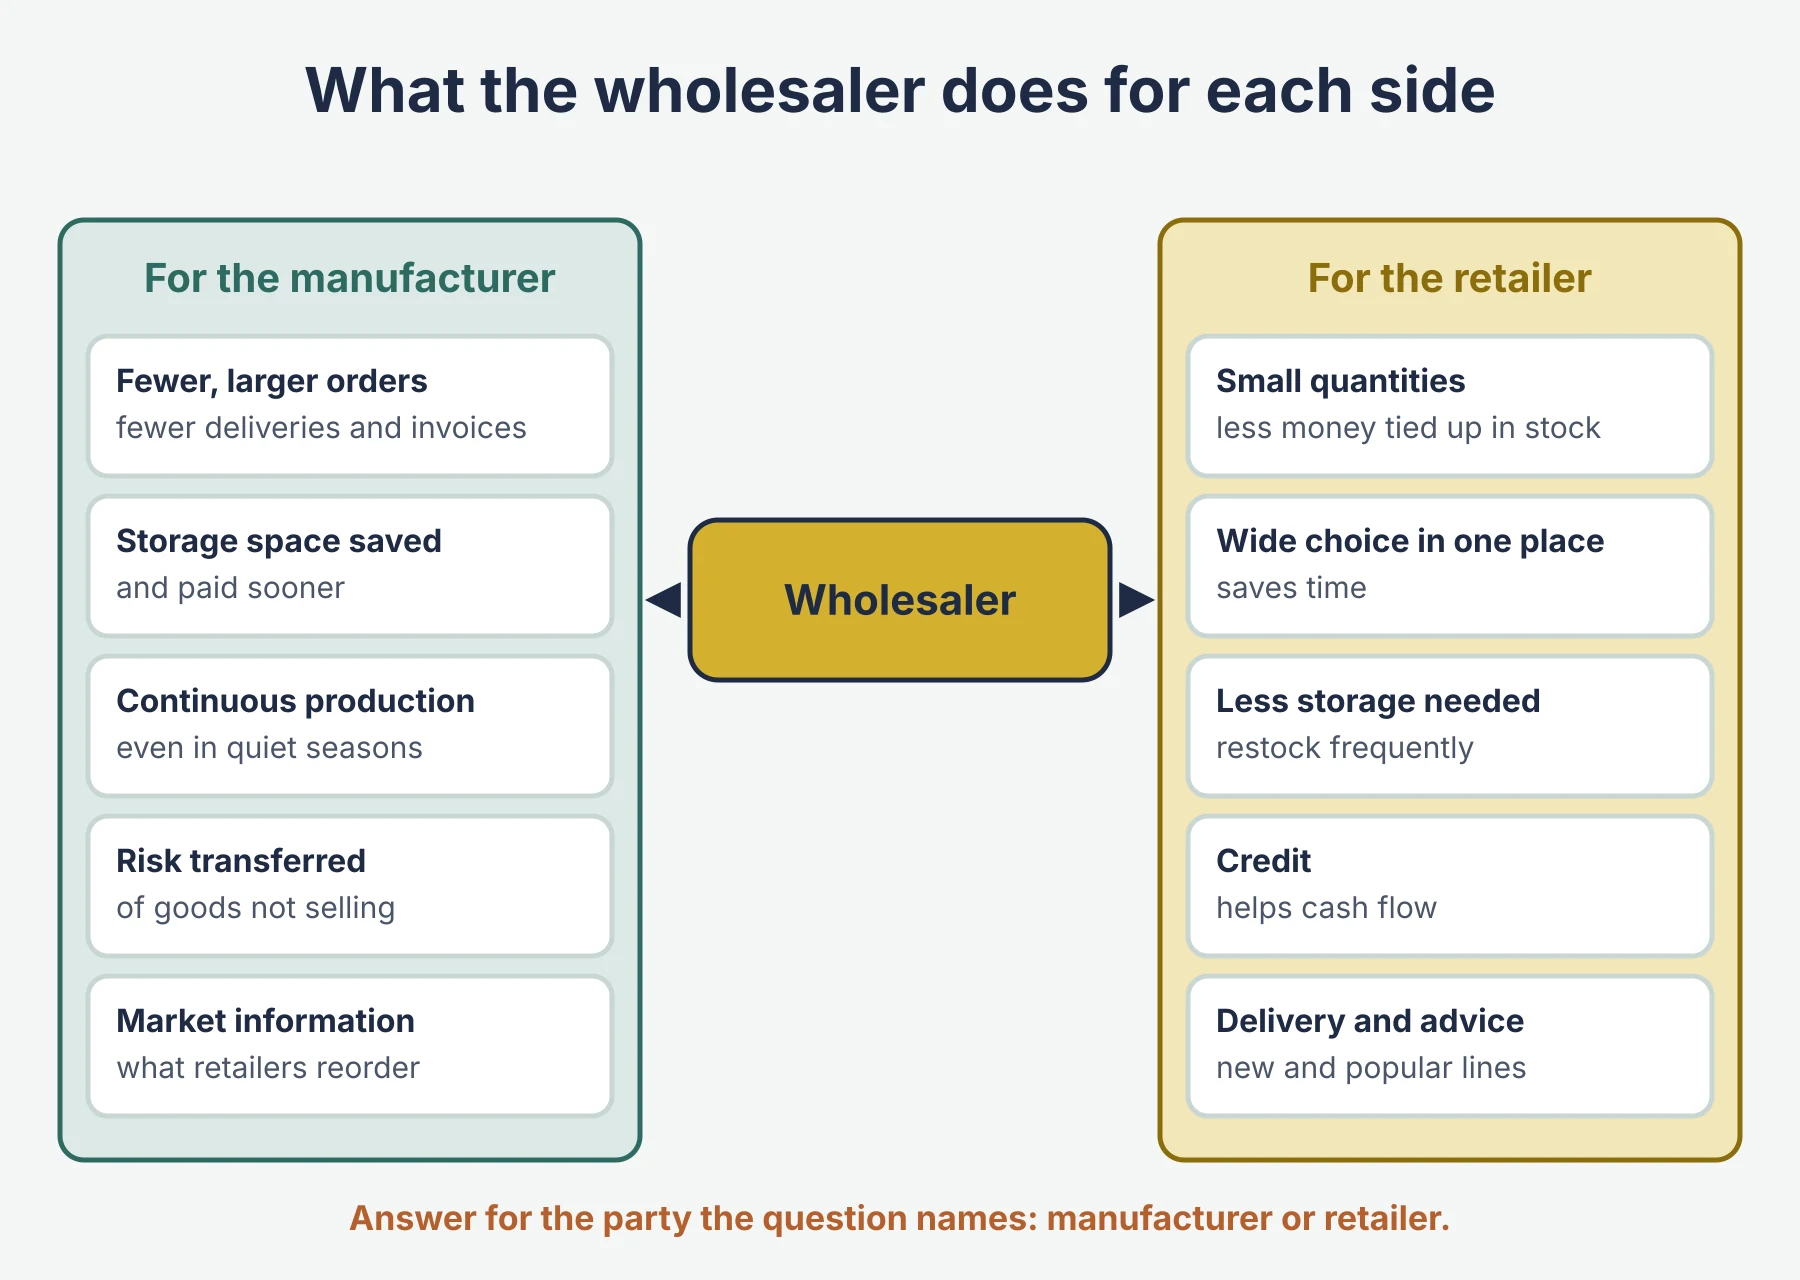 What the wholesaler does for each side
For the manufacturer
Fewer, larger orders
fewer deliveries and invoices
Storage space saved
and paid sooner
Continuous production
even in quiet seasons
Risk transferred
of goods not selling
Market information
what retailers reorder
Wholesaler
For the retailer
Small quantities
less money tied up in stock
Wide choice in one place
saves time
Less storage needed
restock frequently
Credit
helps cash flow
Delivery and advice
new and popular lines
Answer for the party the question names: manufacturer or retailer.